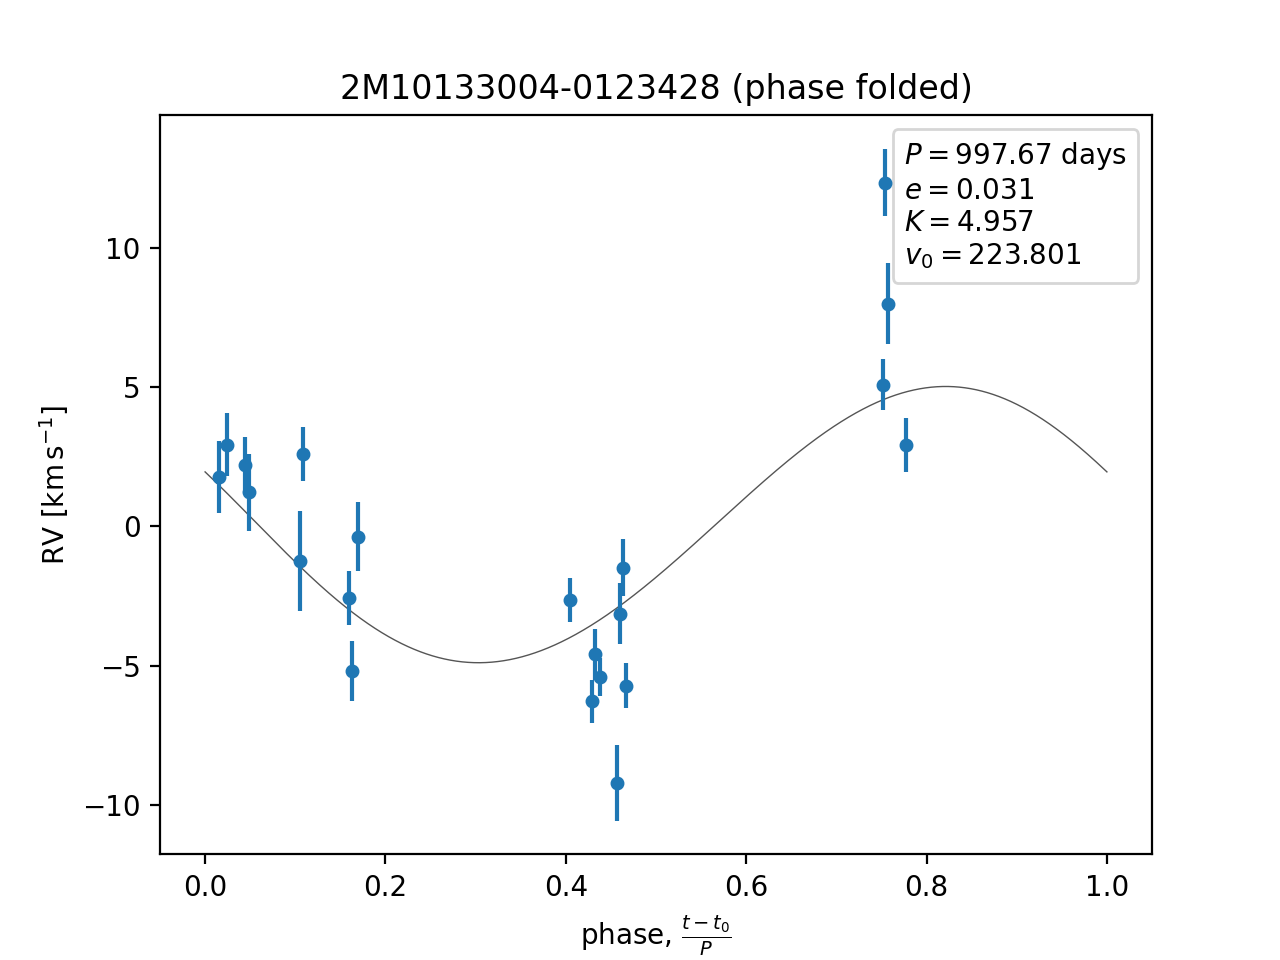 2M10133004-0123428 (phase folded)
P = 997.67 days
e = 0.031
K = 4.957
v₀ = 223.801
10
5
0
−5
−10
RV [km s⁻¹]
0.0 0.2 0.4 0.6 0.8 1.0
phase, (t − t₀)/P